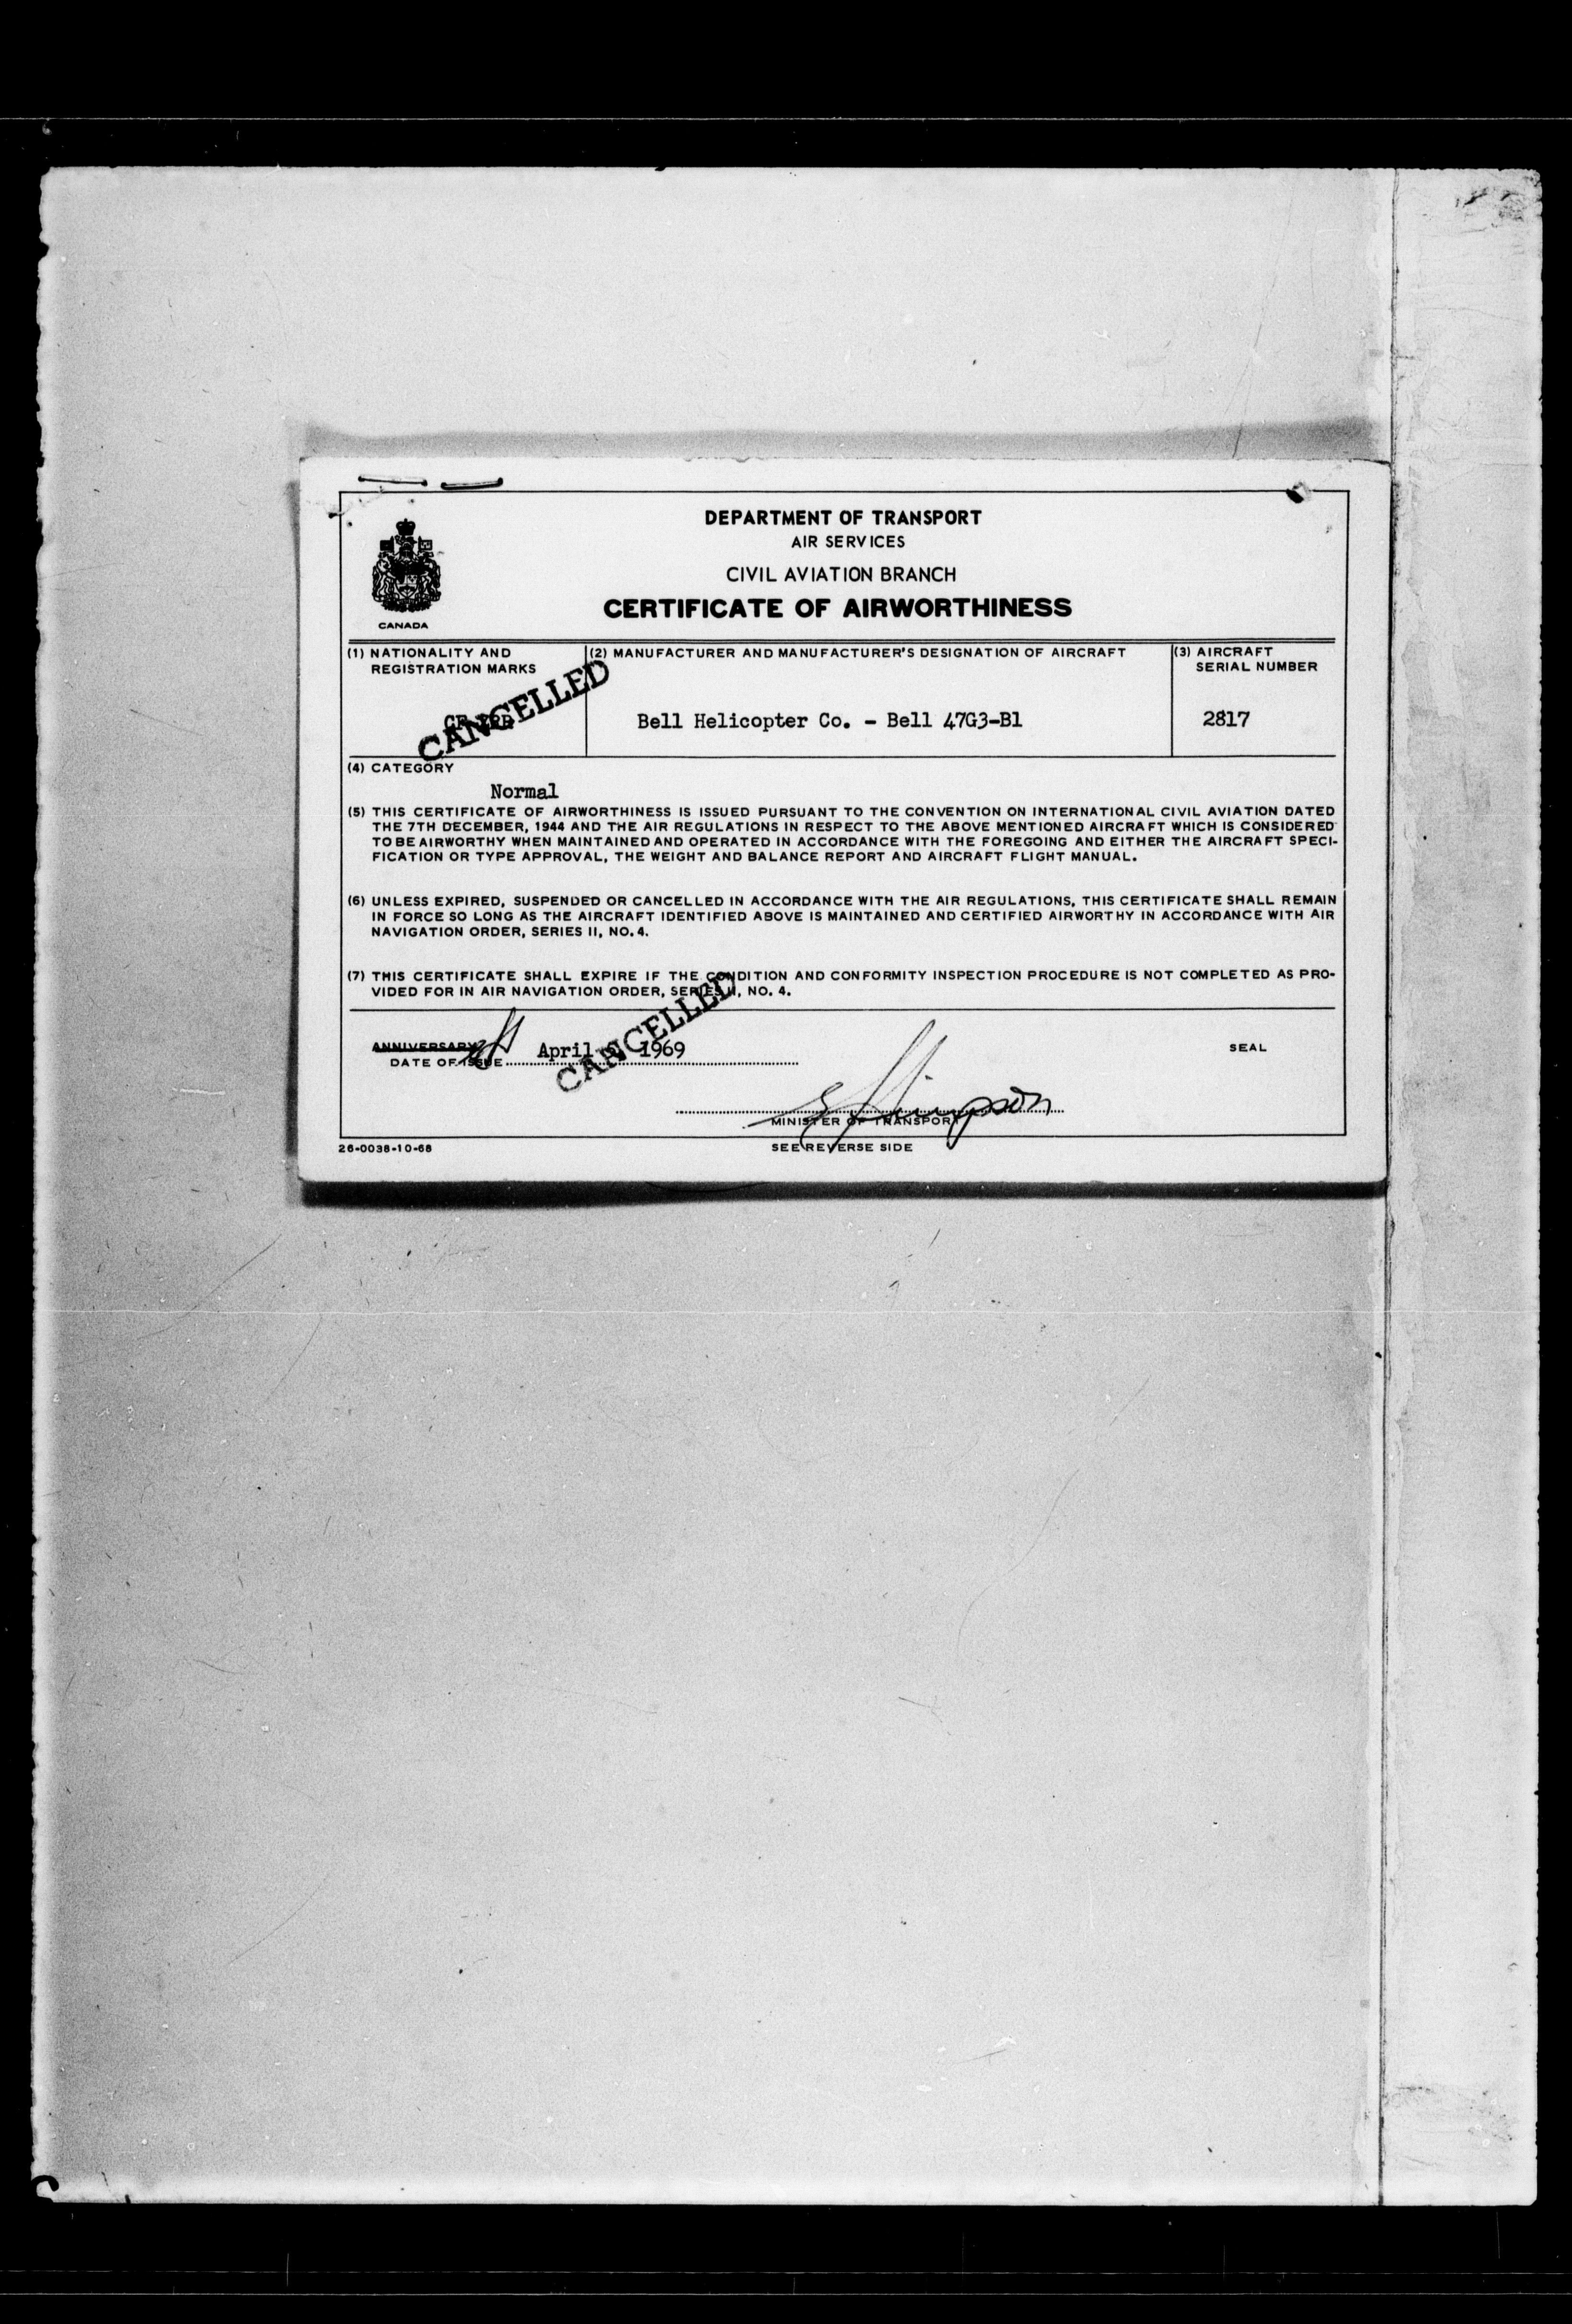 DEPARTMENT OF TRANSPORT
AIR SERVICES
CIVIL AVIATION BRANCH
CERTIFICATE OF AIRWORTHINESS
CANADA
(1) NATIONALITY AND
REGISTRATION MARKS
CANCELLED
(2) MANUFACTURER AND MANUFACTURER'S DESIGNATION OF AIRCRAFT
Bell Helicopter Co. - Bell 47G3-B1
(3) AIRCRAFT
SERIAL NUMBER
2817
(4) CATEGORY
Normal
(5) THIS CERTIFICATE OF AIRWORTHINESS IS ISSUED PURSUANT TO THE CONVENTION ON INTERNATIONAL CIVIL AVIATION DATED
THE 7TH DECEMBER, 1944 AND THE AIR REGULATIONS IN RESPECT TO THE ABOVE MENTIONED AIRCRAFT WHICH IS CONSIDERED
TO BE AIRWORTHY WHEN MAINTAINED AND OPERATED IN ACCORDANCE WITH THE FOREGOING AND EITHER THE AIRCRAFT SPECI-
FICATION OR TYPE APPROVAL, THE WEIGHT AND BALANCE REPORT AND AIRCRAFT FLIGHT MANUAL.
(6) UNLESS EXPIRED, SUSPENDED OR CANCELLED IN ACCORDANCE WITH THE AIR REGULATIONS, THIS CERTIFICATE SHALL REMAIN
IN FORCE SO LONG AS THE AIRCRAFT IDENTIFIED ABOVE IS MAINTAINED AND CERTIFIED AIRWORTHY IN ACCORDANCE WITH AIR
NAVIGATION ORDER, SERIES II, NO. 4.
(7) THIS CERTIFICATE SHALL EXPIRE IF THE CONDITION AND CONFORMITY INSPECTION PROCEDURE IS NOT COMPLETED AS PRO-
VIDED FOR IN AIR NAVIGATION ORDER, SERIES II, NO. 4.
CANCELLED
ANNIVERSARY
DATE OF ISSUE April 1969
SEAL
Simpson
MINISTER OF TRANSPORT
26-0038-10-68
SEE REVERSE SIDE